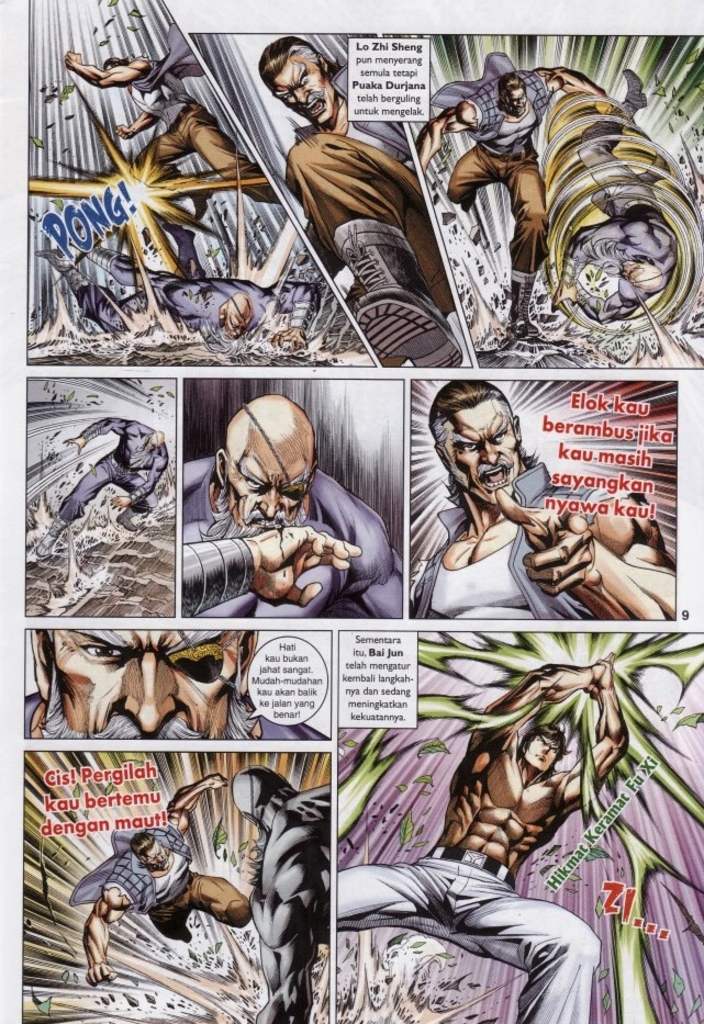 Lo Zhi Sheng
pun menyerang
semula tetapi
Puaka Durjana
telah berguling
untuk mengelak.
PONG!
Elok kau
berambus jika
kau masih
sayangkan
nyawa kau!
9
Hati
kau bukan
jahat sangat.
Mudah-mudahan
kau akan balik
ke jalan yang
benar!
Sementara
itu, Bai Jun
telah mengatur
kembali langkah-
nya dan sedang
meningkatkan
kekuatannya.
Cis! Pergilah
kau bertemu
dengan maut!
Hikmat Keramat Fu Xi
ZI...